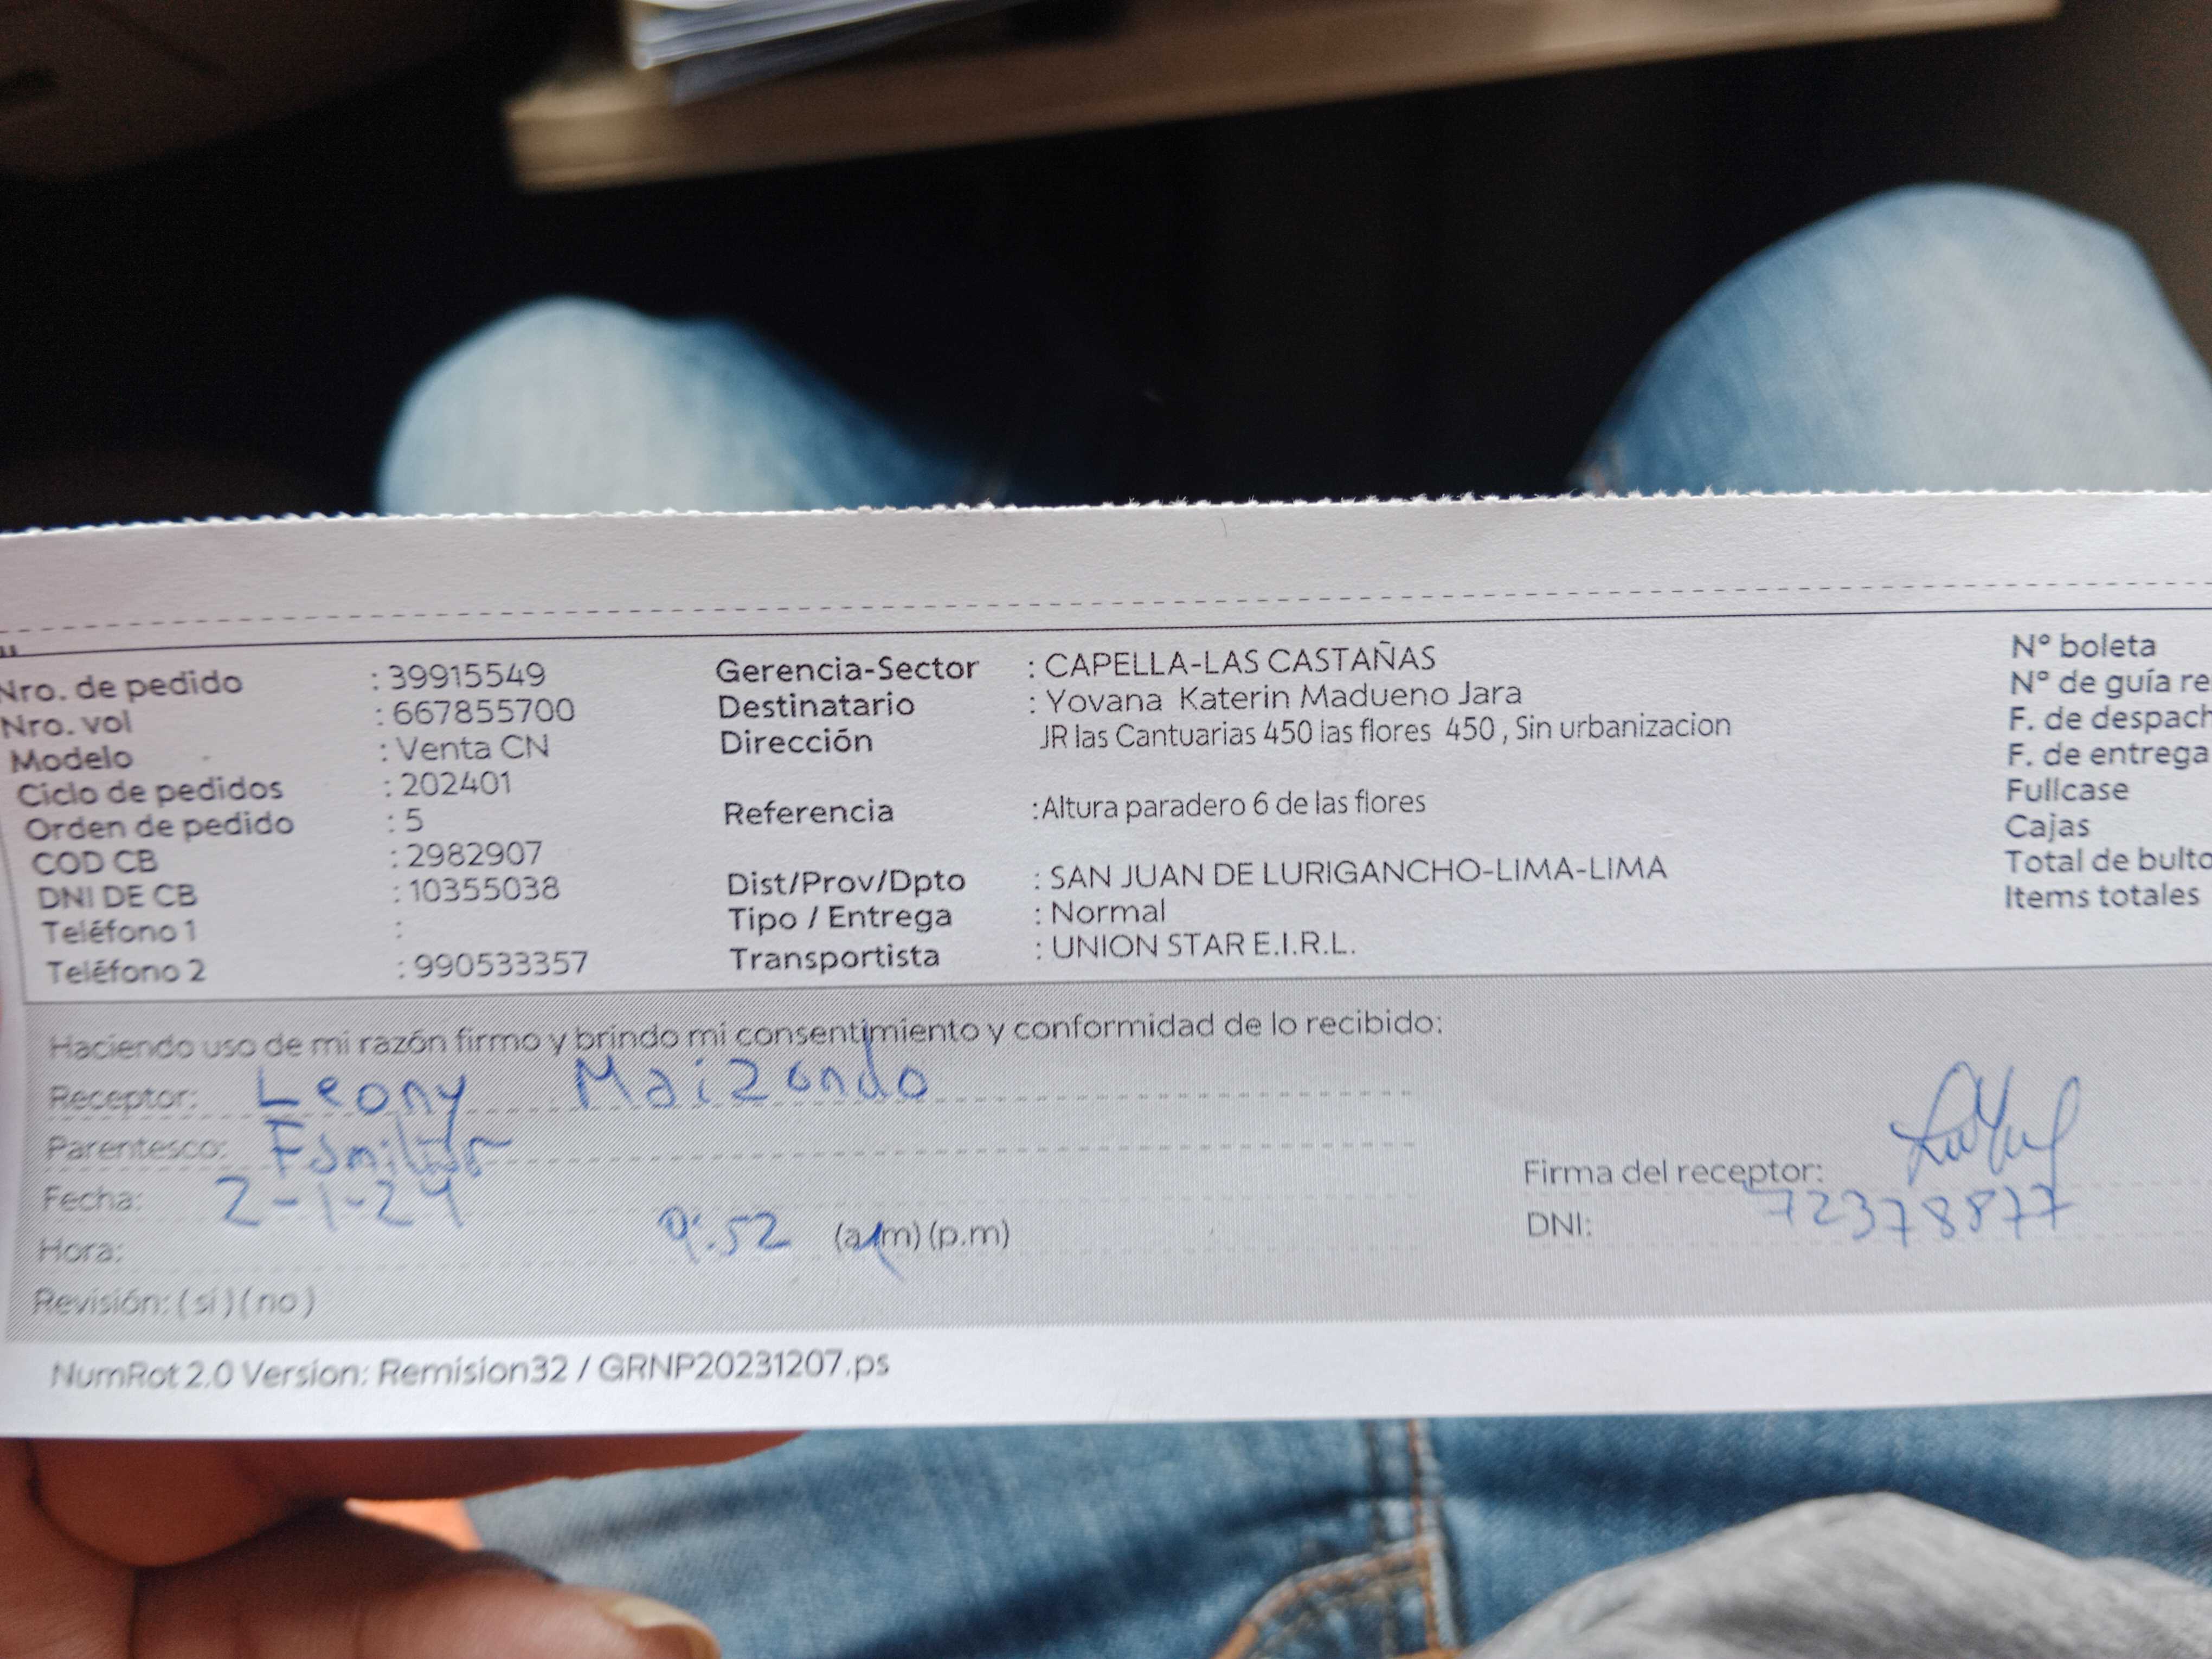 Nro. de pedido : 39915549 Gerencia-Sector : CAPELLA-LAS CASTAÑAS Nº boleta
Nro. vol : 667855700 Destinatario : Yovana Katerin Madueno Jara Nº de guía re
Modelo : Venta CN Dirección JR las Cantuarias 450 las flores 450 , Sin urbanizacion F. de despach
Ciclo de pedidos : 202401 F. de entrega
Orden de pedido : 5 Referencia :Altura paradero 6 de las flores Fullcase
COD CB : 2982907 Cajas
DNI DE CB : 10355038 Dist/Prov/Dpto : SAN JUAN DE LURIGANCHO-LIMA-LIMA Total de bulto
Teléfono 1 : Tipo / Entrega : Normal Items totales
Teléfono 2 : 990533357 Transportista : UNION STAR E.I.R.L.
Haciendo uso de mi razón firmo y brindo mi consentimiento y conformidad de lo recibido:
Receptor: Leony Maizondo
Parentesco: Familiar
Fecha: 2-1-24 Firma del receptor:
Hora: 9:52 (a.m) (p.m) DNI: 72378877
Revisión: ( si ) ( no )
NumRot 2.0 Version: Remision32 / GRNP20231207.ps